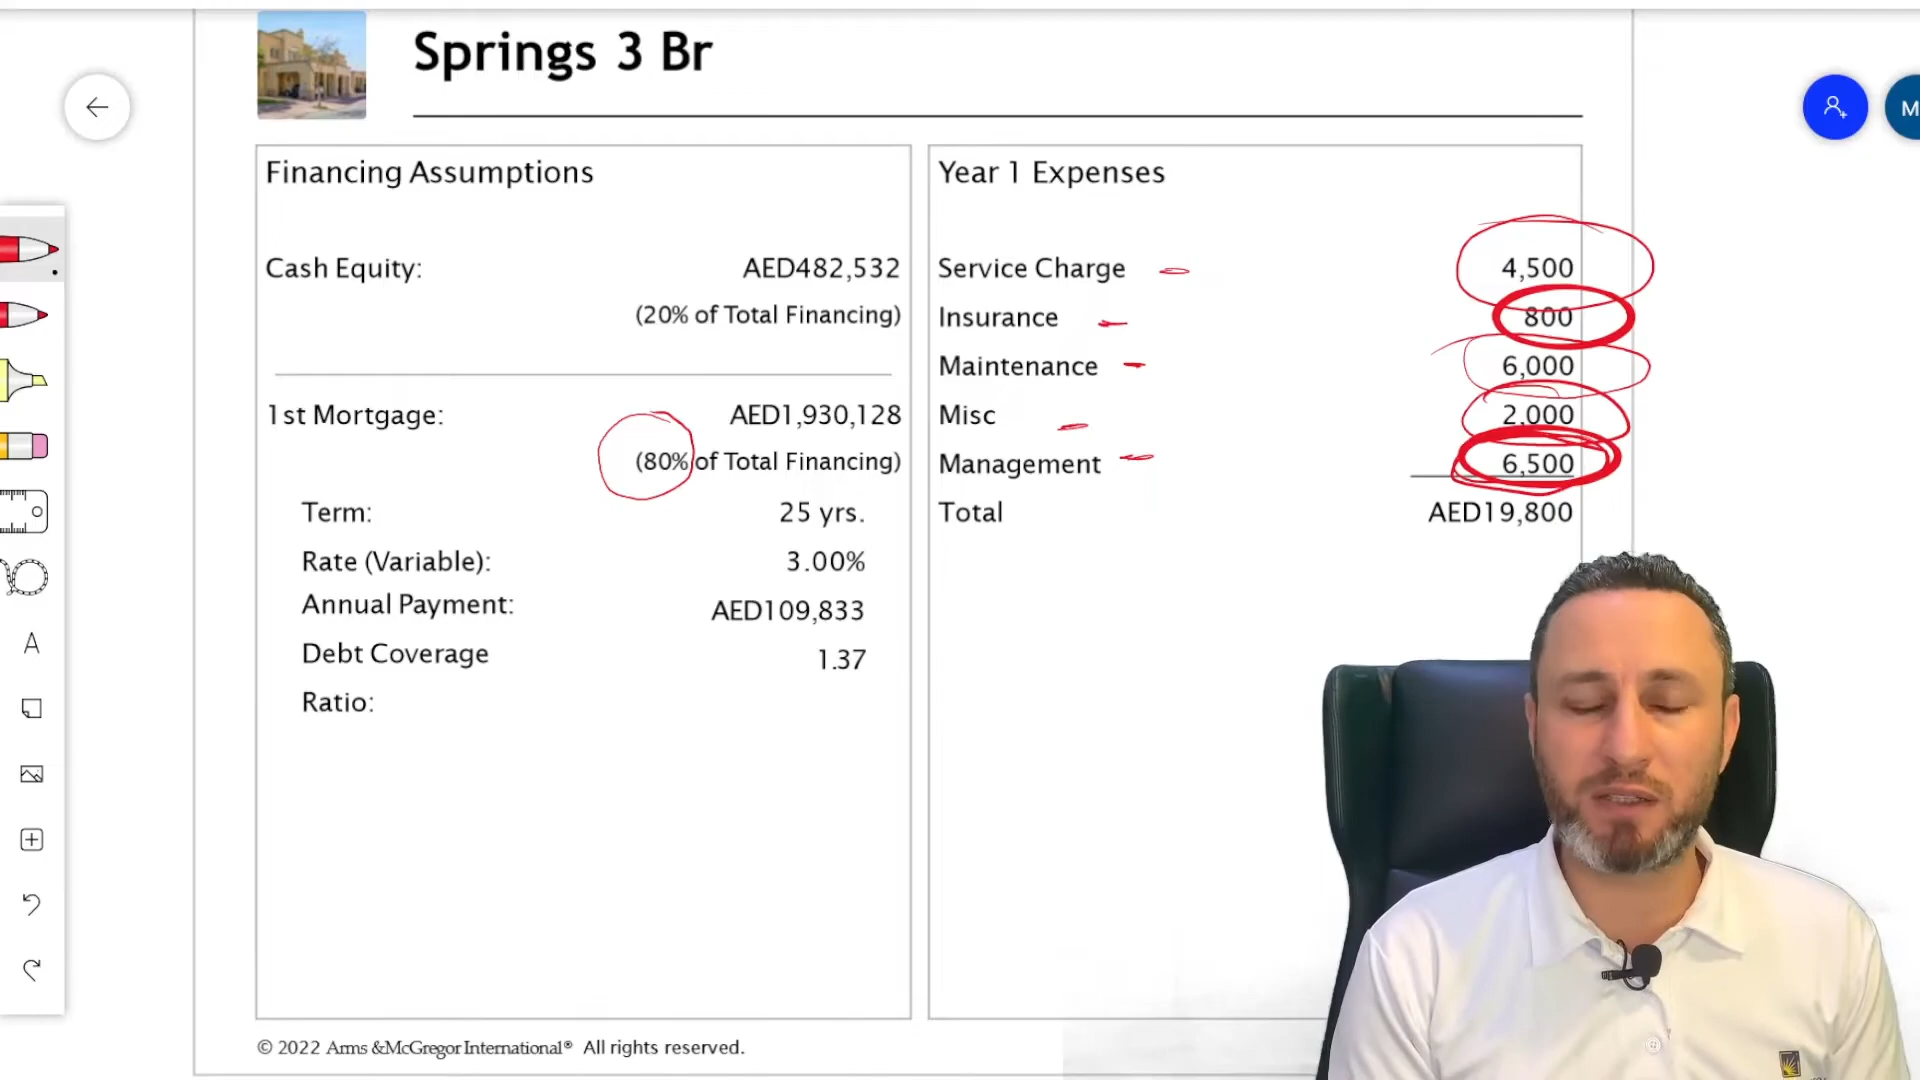 Springs 3 Br
M
Financing Assumptions
Cash Equity: AED482,532
(20% of Total Financing)
1st Mortgage: AED1,930,128
(80% of Total Financing)
Term: 25 yrs.
Rate (Variable): 3.00%
Annual Payment: AED109,833
Debt Coverage 1.37
Ratio:
Year 1 Expenses
Service Charge 4,500
Insurance 800
Maintenance 6,000
Misc 2,000
Management 6,500
Total AED19,800
A
© 2022 Arms &McGregor International® All rights reserved.